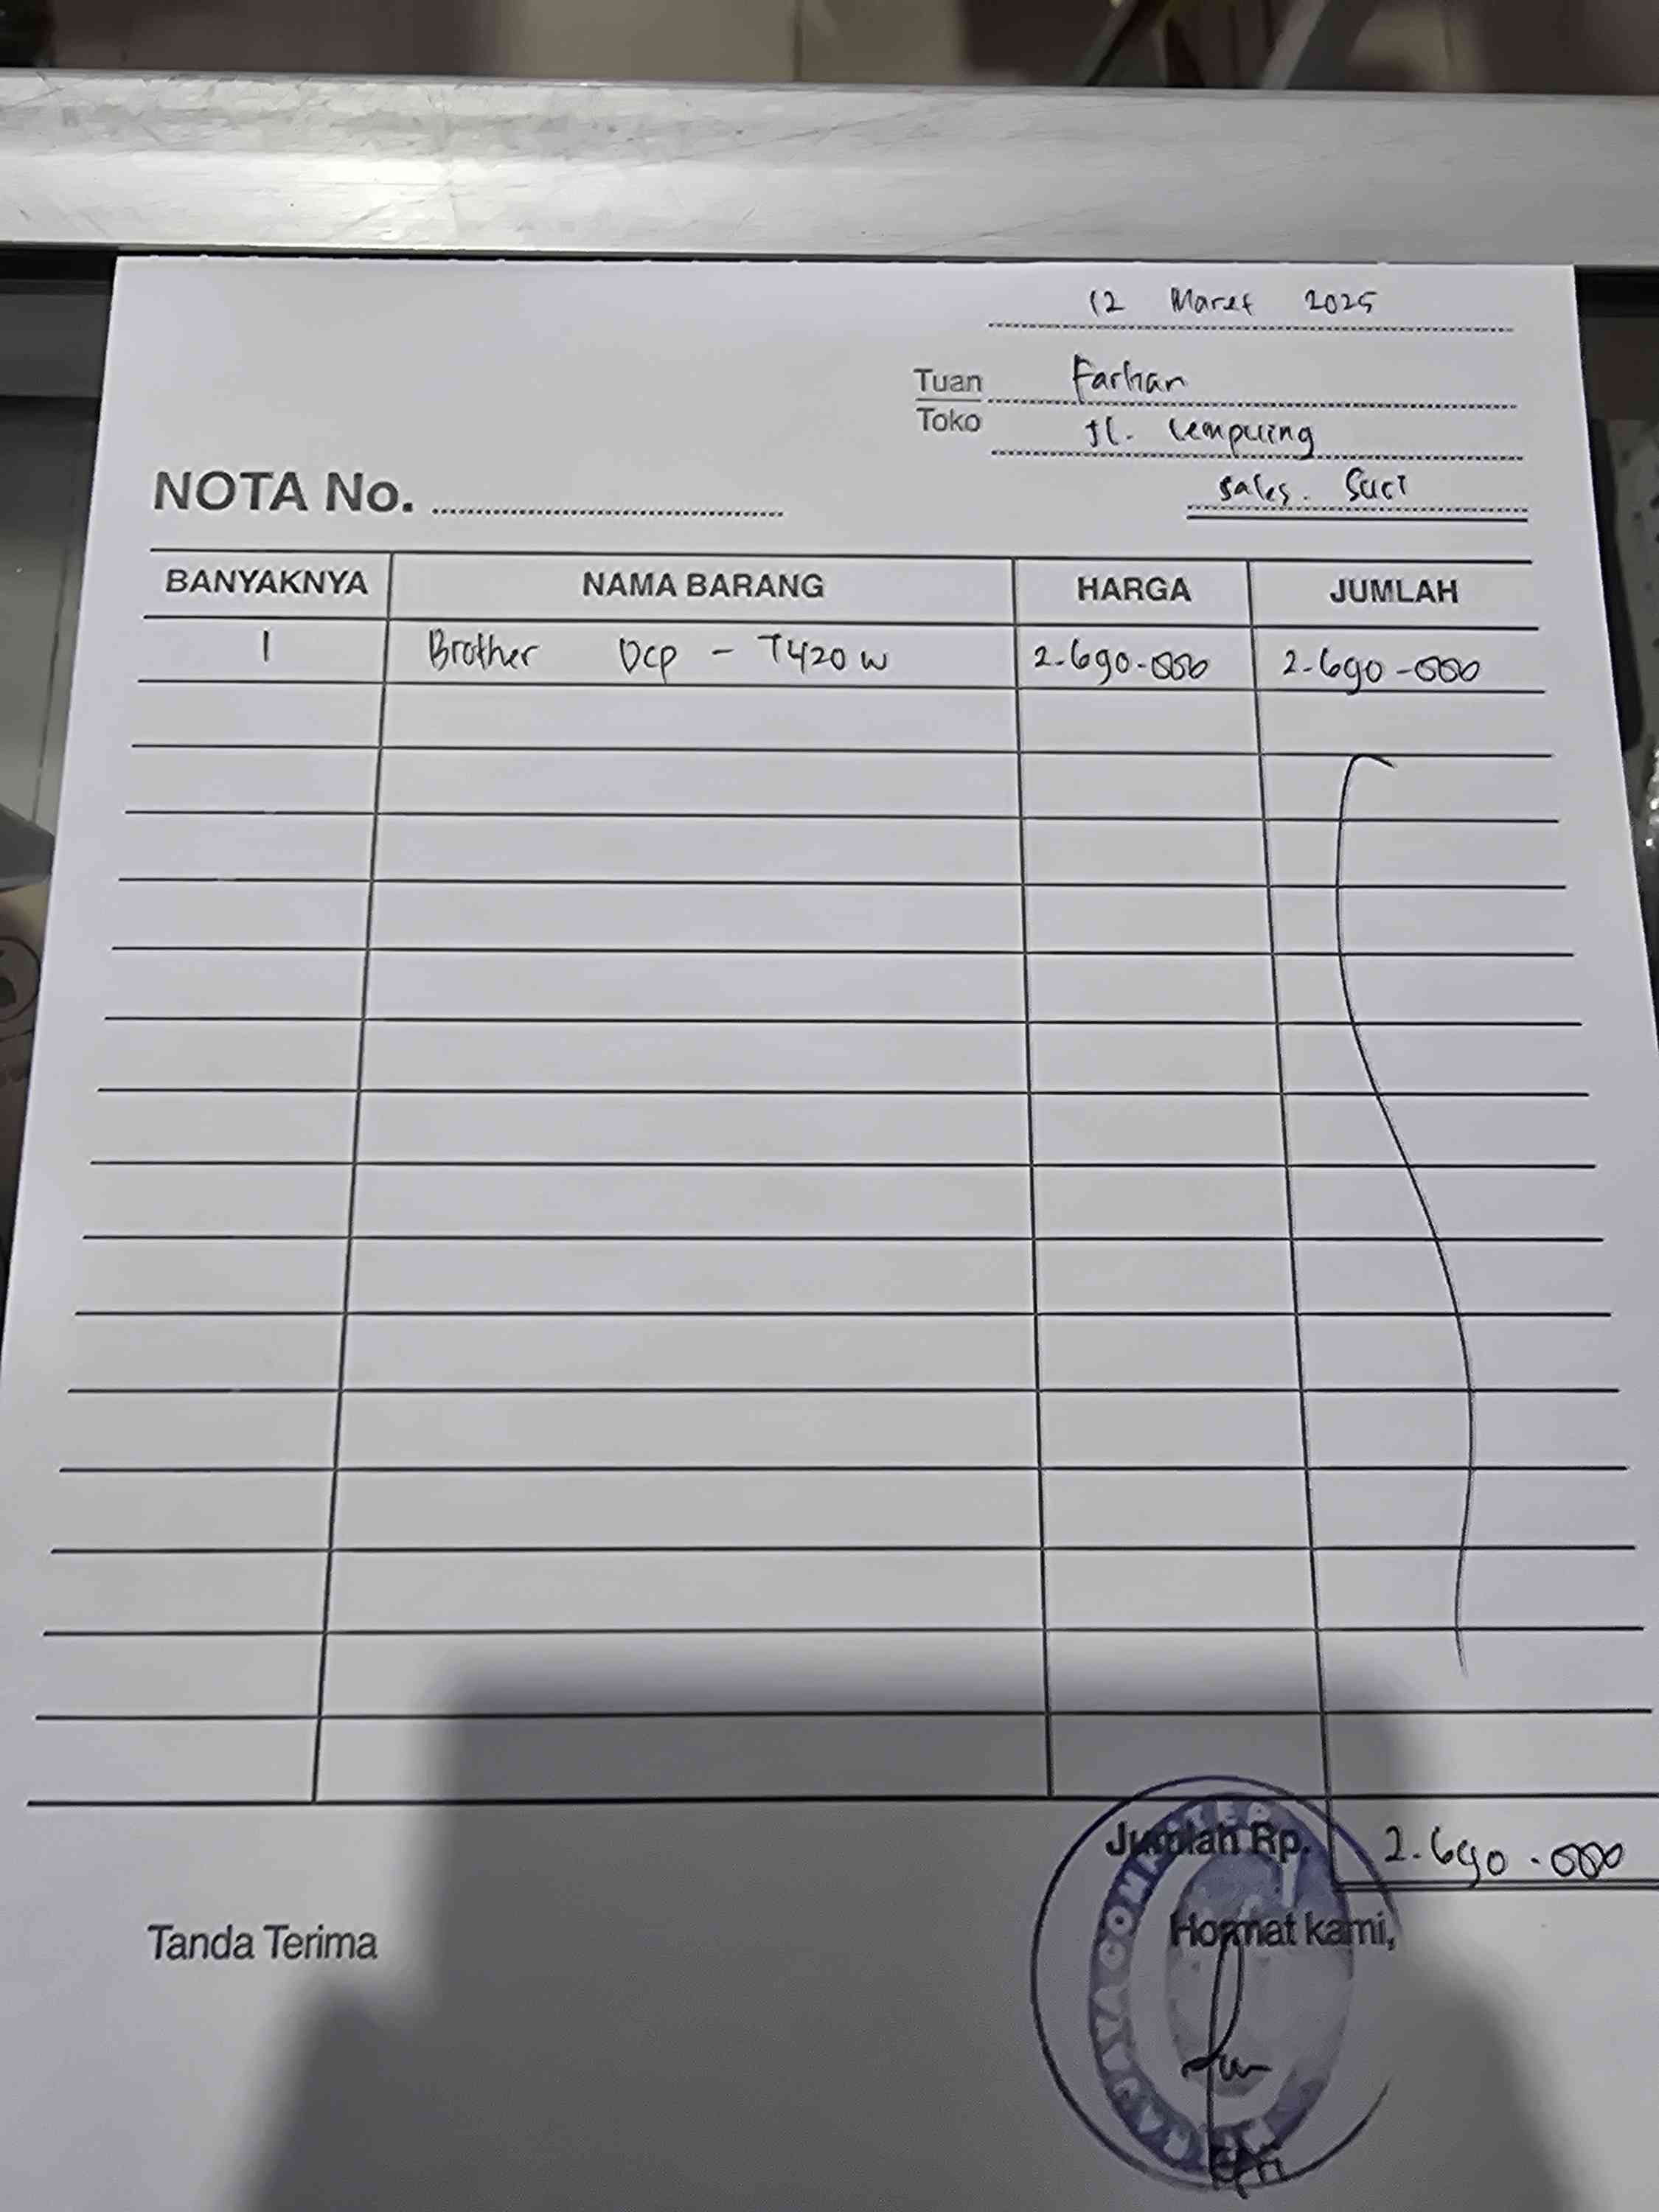 12 Maret 2025
Tuan Farhan
Toko Jl. Lempuing
Sales. Suci
NOTA No.
BANYAKNYA NAMA BARANG HARGA JUMLAH
1 Brother Dcp - T420w 2.690.000 2.690.000
Jumlah Rp. 2.690.000
Tanda Terima Hormat kami,